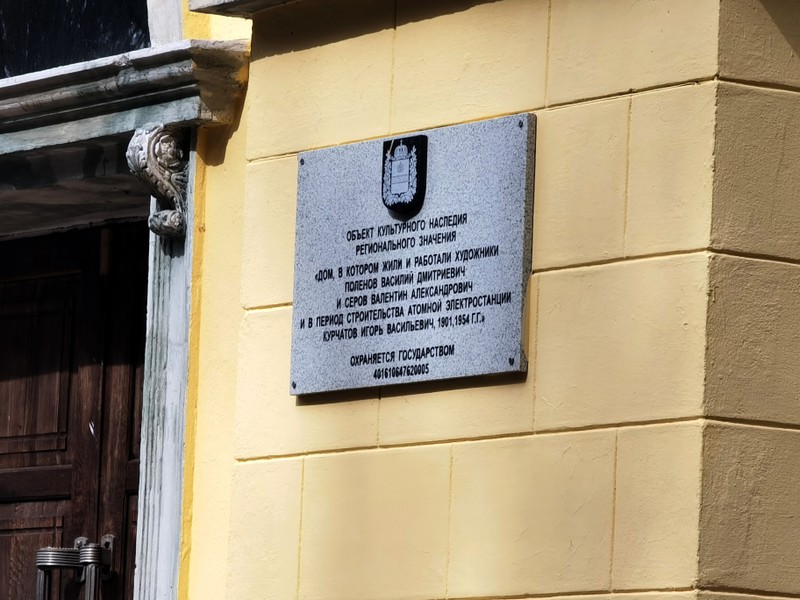 ОБЪЕКТ КУЛЬТУРНОГО НАСЛЕДИЯ
РЕГИОНАЛЬНОГО ЗНАЧЕНИЯ
«ДОМ, В КОТОРОМ ЖИЛИ И РАБОТАЛИ ХУДОЖНИКИ
ПОЛЕНОВ ВАСИЛИЙ ДМИТРИЕВИЧ
И СЕРОВ ВАЛЕНТИН АЛЕКСАНДРОВИЧ
И В ПЕРИОД СТРОИТЕЛЬСТВА АТОМНОЙ ЭЛЕКТРОСТАНЦИИ
КУРЧАТОВ ИГОРЬ ВАСИЛЬЕВИЧ, 1901,1954 Г.Г.»
ОХРАНЯЕТСЯ ГОСУДАРСТВОМ
401610647620005